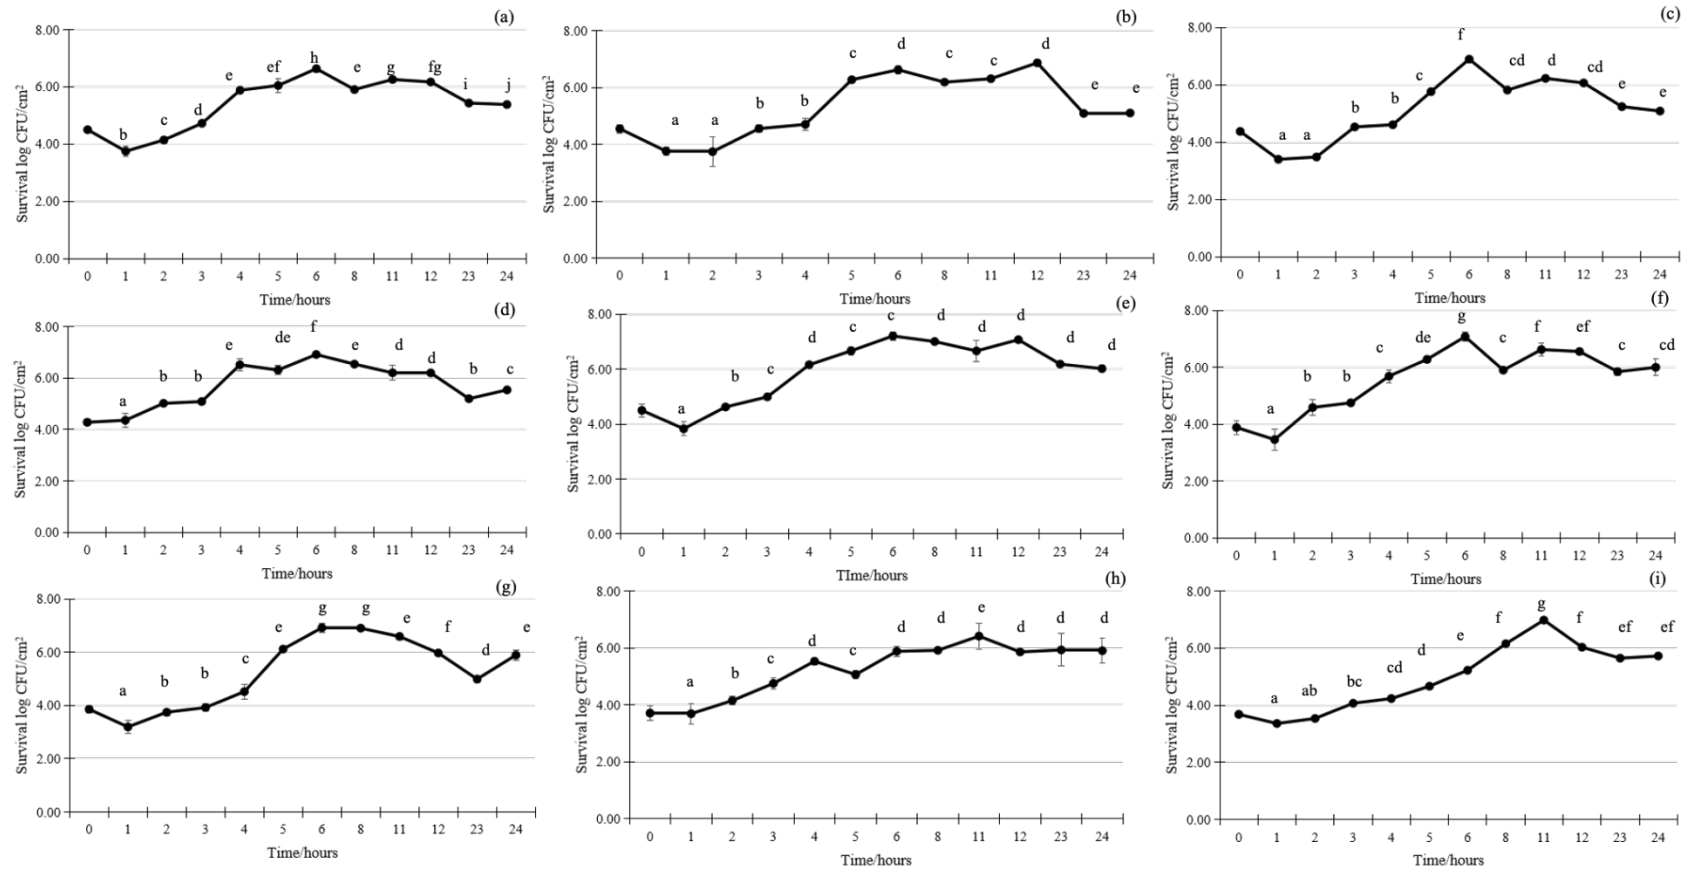 (a)
8.00
6.00
4.00
2.00
0.00
Survival log CFU/cm²
b c d e ef h e g fg i j
0 1 2 3 4 5 6 8 11 12 23 24
Time/hours
(b)
8.00
6.00
4.00
2.00
0.00
Survival log CFU/cm²
a a b b c d c c d e e
0 1 2 3 4 5 6 8 11 12 23 24
Time/hours
(c)
8.00
6.00
4.00
2.00
0.00
Survival log CFU/cm²
a a b b c f cd d cd e e
0 1 2 3 4 5 6 8 11 12 23 24
Time/hours
(d)
8.00
6.00
4.00
2.00
0.00
Survival log CFU/cm²
a b b e de f e d d b c
0 1 2 3 4 5 6 8 11 12 23 24
Time/hours
(e)
8.00
6.00
4.00
2.00
0.00
Survival log CFU/cm²
a b c d c c d d d d d
0 1 2 3 4 5 6 8 11 12 23 24
TIme/hours
(f)
8.00
6.00
4.00
2.00
0.00
Survival log CFU/cm²
a b b c de g c f ef c cd
0 1 2 3 4 5 6 8 11 12 23 24
Time/hours
(g)
8.00
6.00
4.00
2.00
0.00
Survival log CFU/cm²
a b b c e g g e f d e
0 1 2 3 4 5 6 8 11 12 23 24
Time/hours
(h)
8.00
6.00
4.00
2.00
0.00
Survival log CFU/cm²
a b c d c d d e d d d
0 1 2 3 4 5 6 8 11 12 23 24
Time/hours
(i)
8.00
6.00
4.00
2.00
0.00
Survival log CFU/cm²
a ab bc cd d e f g f ef ef
0 1 2 3 4 5 6 8 11 12 23 24
Time/hours